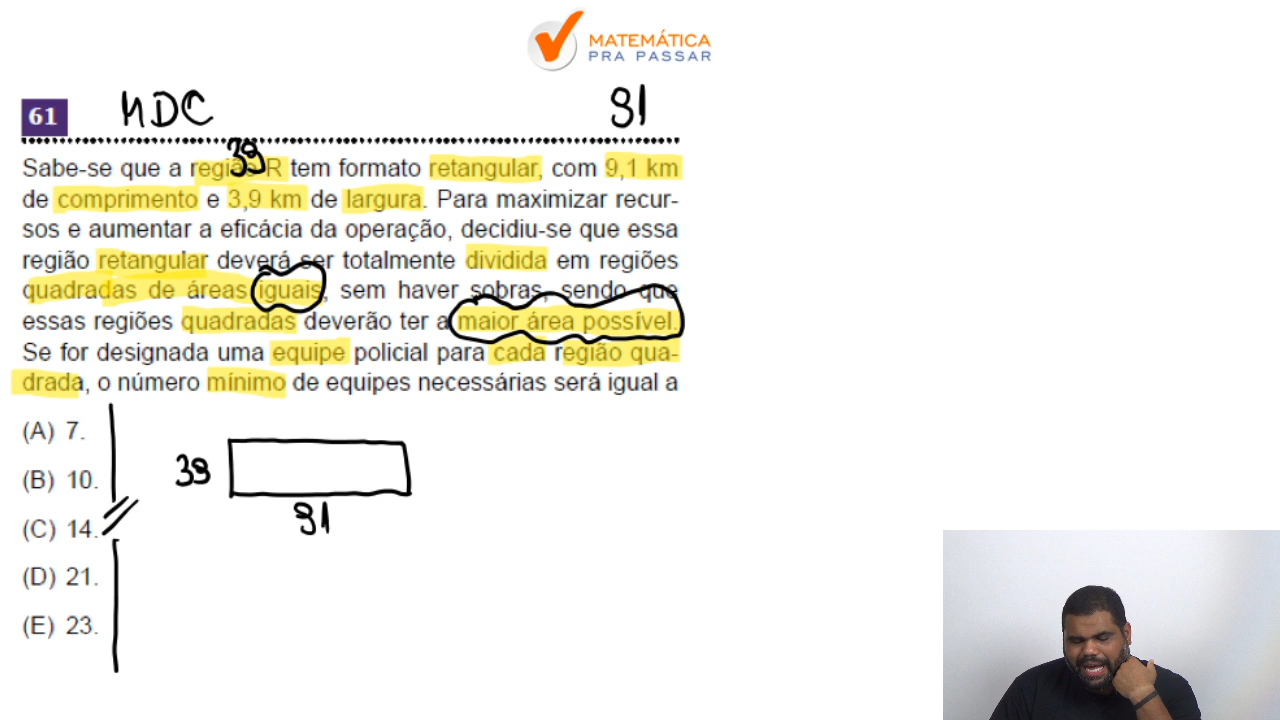 MATEMÁTICA
PRA PASSAR
61 MDC 91
39
Sabe-se que a região R tem formato retangular, com 9,1 km
de comprimento e 3,9 km de largura. Para maximizar recur-
sos e aumentar a eficácia da operação, decidiu-se que essa
região retangular deverá ser totalmente dividida em regiões
quadradas de áreas iguais, sem haver sobras, sendo que
essas regiões quadradas deverão ter a maior área possível.
Se for designada uma equipe policial para cada região qua-
drada, o número mínimo de equipes necessárias será igual a
(A) 7.
(B) 10.
39
91
(C) 14.
(D) 21.
(E) 23.